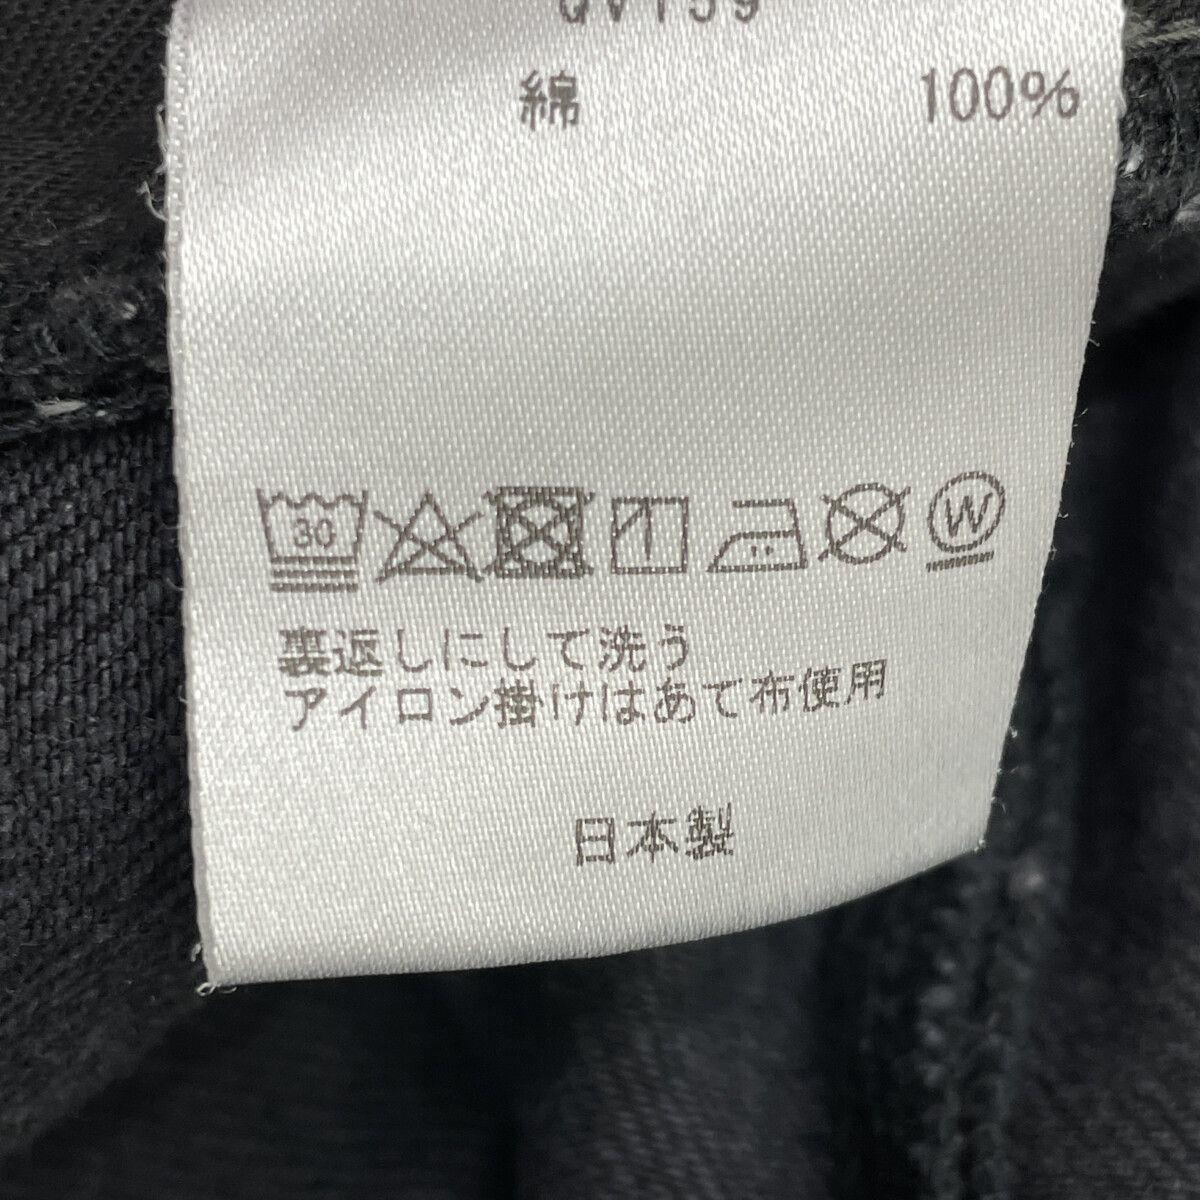 綿 100%
30 W
裏返しにして洗う
アイロン掛けはあて布使用
日本製